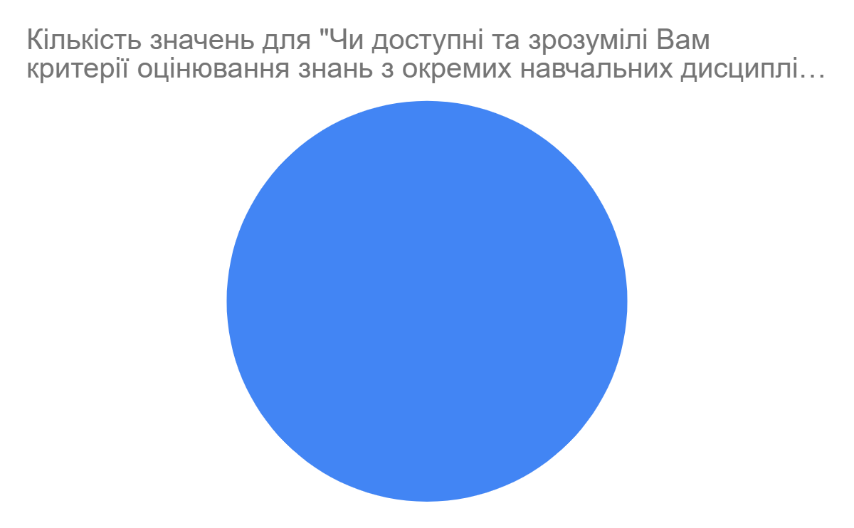 Кількість значень для "Чи доступні та зрозумілі Вам
критерії оцінювання знань з окремих навчальних дисциплі…